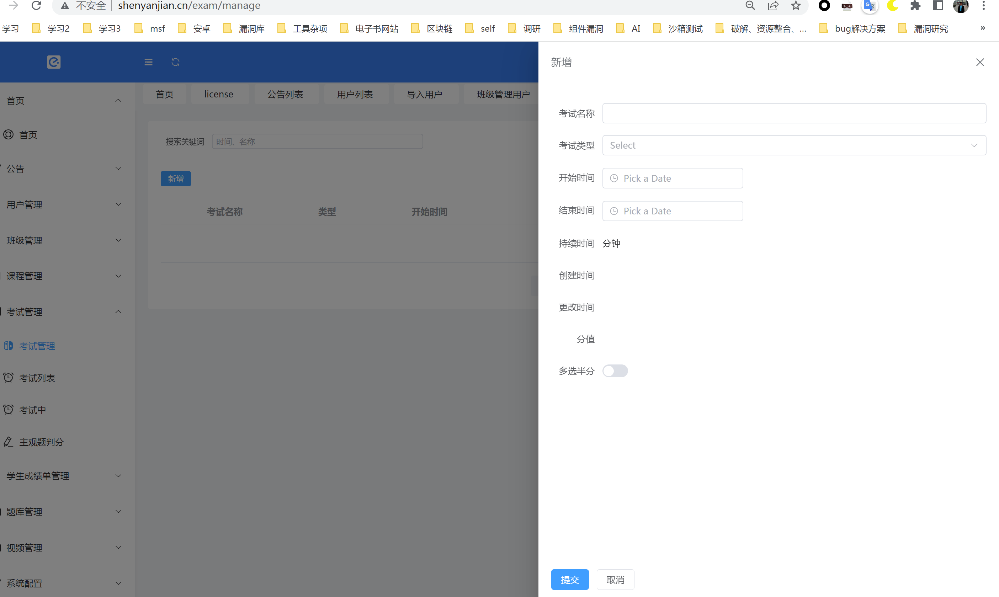 不安全 shenyanjian.cn/exam/manage
学习 学习2 学习3 msf 安卓 漏洞库 工具杂项 电子书网站 区块链 self 调研 组件漏洞 AI 沙箱测试 破解、资源整合、... bug解决方案 漏洞研究 »
新增
首页 license 公告列表 用户列表 导入用户 班级管理用户
首页
首页
公告
用户管理
班级管理
课程管理
考试管理
考试管理
考试列表
考试中
主观题判分
学生成绩单管理
题库管理
视频管理
系统配置
搜索关键词 时间、名称
新增
考试名称 类型 开始时间
考试名称
考试类型 Select
开始时间 Pick a Date
结束时间 Pick a Date
持续时间 分钟
创建时间
更改时间
分值
多选半分
提交 取消